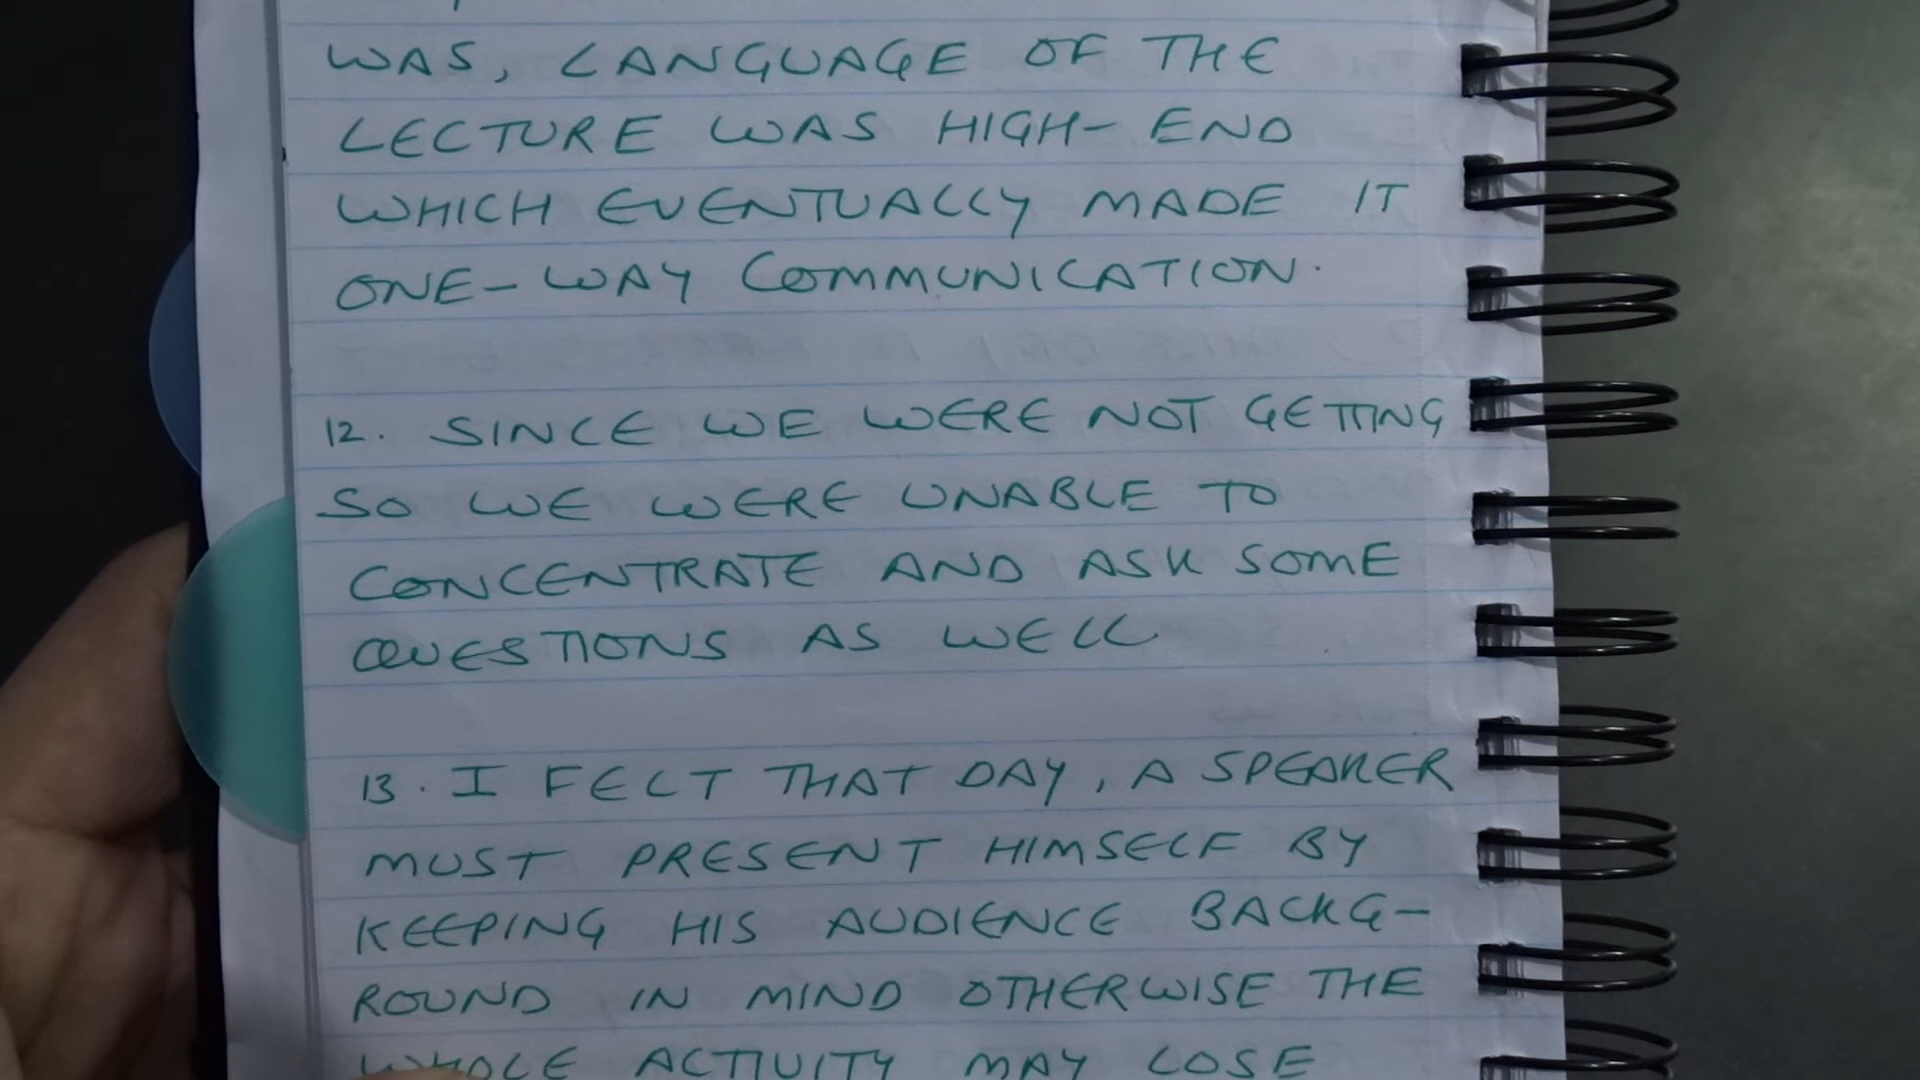 WAS, LANGUAGE OF THE
LECTURE WAS HIGH-END
WHICH EVENTUALLY MADE IT
ONE-WAY COMMUNICATION.
12. SINCE WE WERE NOT GETTING
SO WE WERE UNABLE TO
CONCENTRATE AND ASK SOME
QUESTIONS AS WELL
13. I FELT THAT DAY, A SPEAKER
MUST PRESENT HIMSELF BY
KEEPING HIS AUDIENCE BACKG-
ROUND IN MIND OTHERWISE THE
WHOLE ACTIVITY MAY LOSE